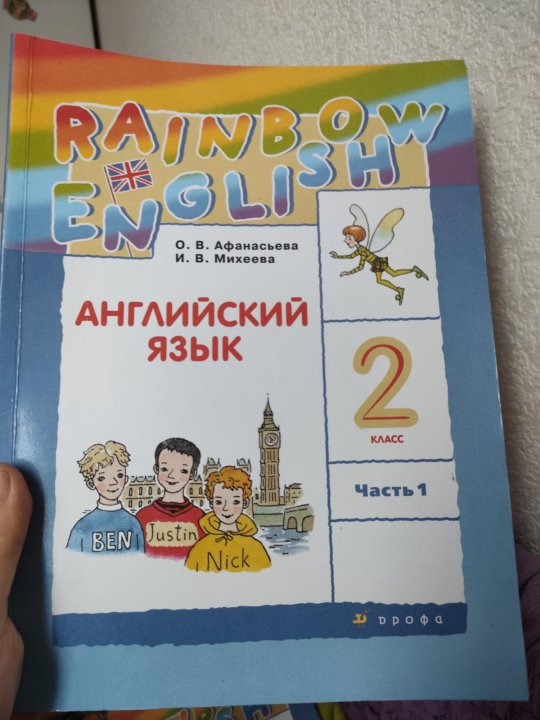 RAINBOW
ENGLISH
О. В. Афанасьева
И. В. Михеева
АНГЛИЙСКИЙ
ЯЗЫК
2
КЛАСС
Часть 1
BEN
Justin
Nick
дрофа